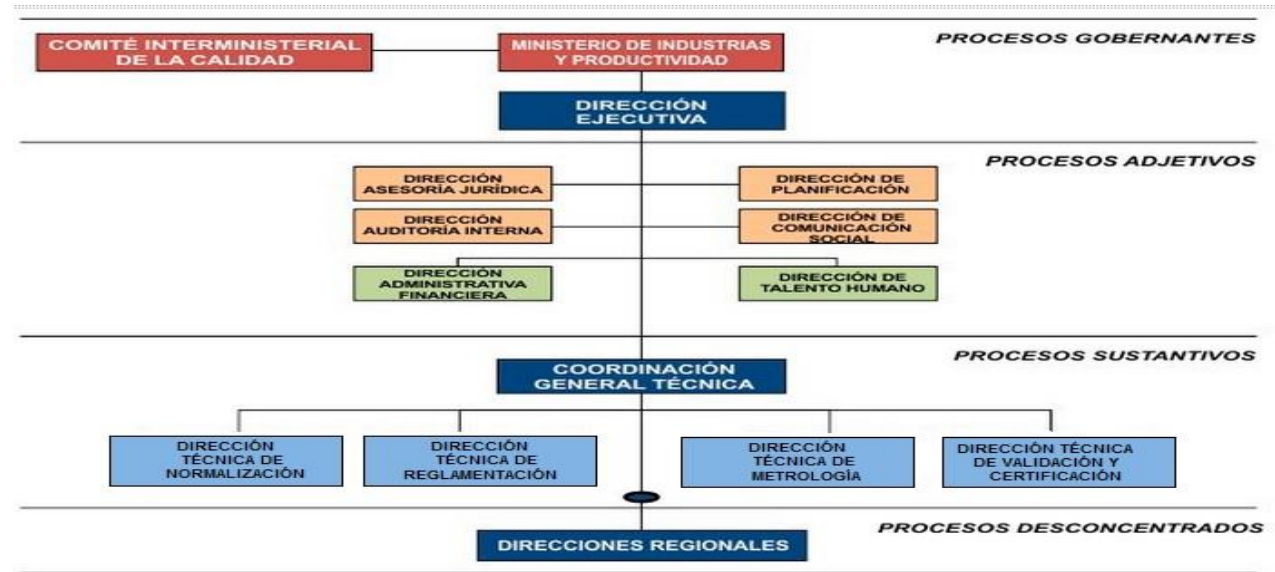 PROCESOS GOBERNANTES
COMITÉ INTERMINISTERIAL
DE LA CALIDAD
MINISTERIO DE INDUSTRIAS
Y PRODUCTIVIDAD
DIRECCIÓN
EJECUTIVA
PROCESOS ADJETIVOS
DIRECCIÓN
ASESORÍA JURÍDICA
DIRECCIÓN DE
PLANIFICACIÓN
DIRECCIÓN
AUDITORÍA INTERNA
DIRECCIÓN DE
COMUNICACIÓN
SOCIAL
DIRECCIÓN
ADMINISTRATIVA
FINANCIERA
DIRECCIÓN DE
TALENTO HUMANO
PROCESOS SUSTANTIVOS
COORDINACIÓN
GENERAL TÉCNICA
DIRECCIÓN
TÉCNICA DE
NORMALIZACIÓN
DIRECCIÓN
TÉCNICA DE
REGLAMENTACIÓN
DIRECCIÓN
TÉCNICA DE
METROLOGÍA
DIRECCIÓN TÉCNICA
DE VALIDACIÓN Y
CERTIFICACIÓN
PROCESOS DESCONCENTRADOS
DIRECCIONES REGIONALES